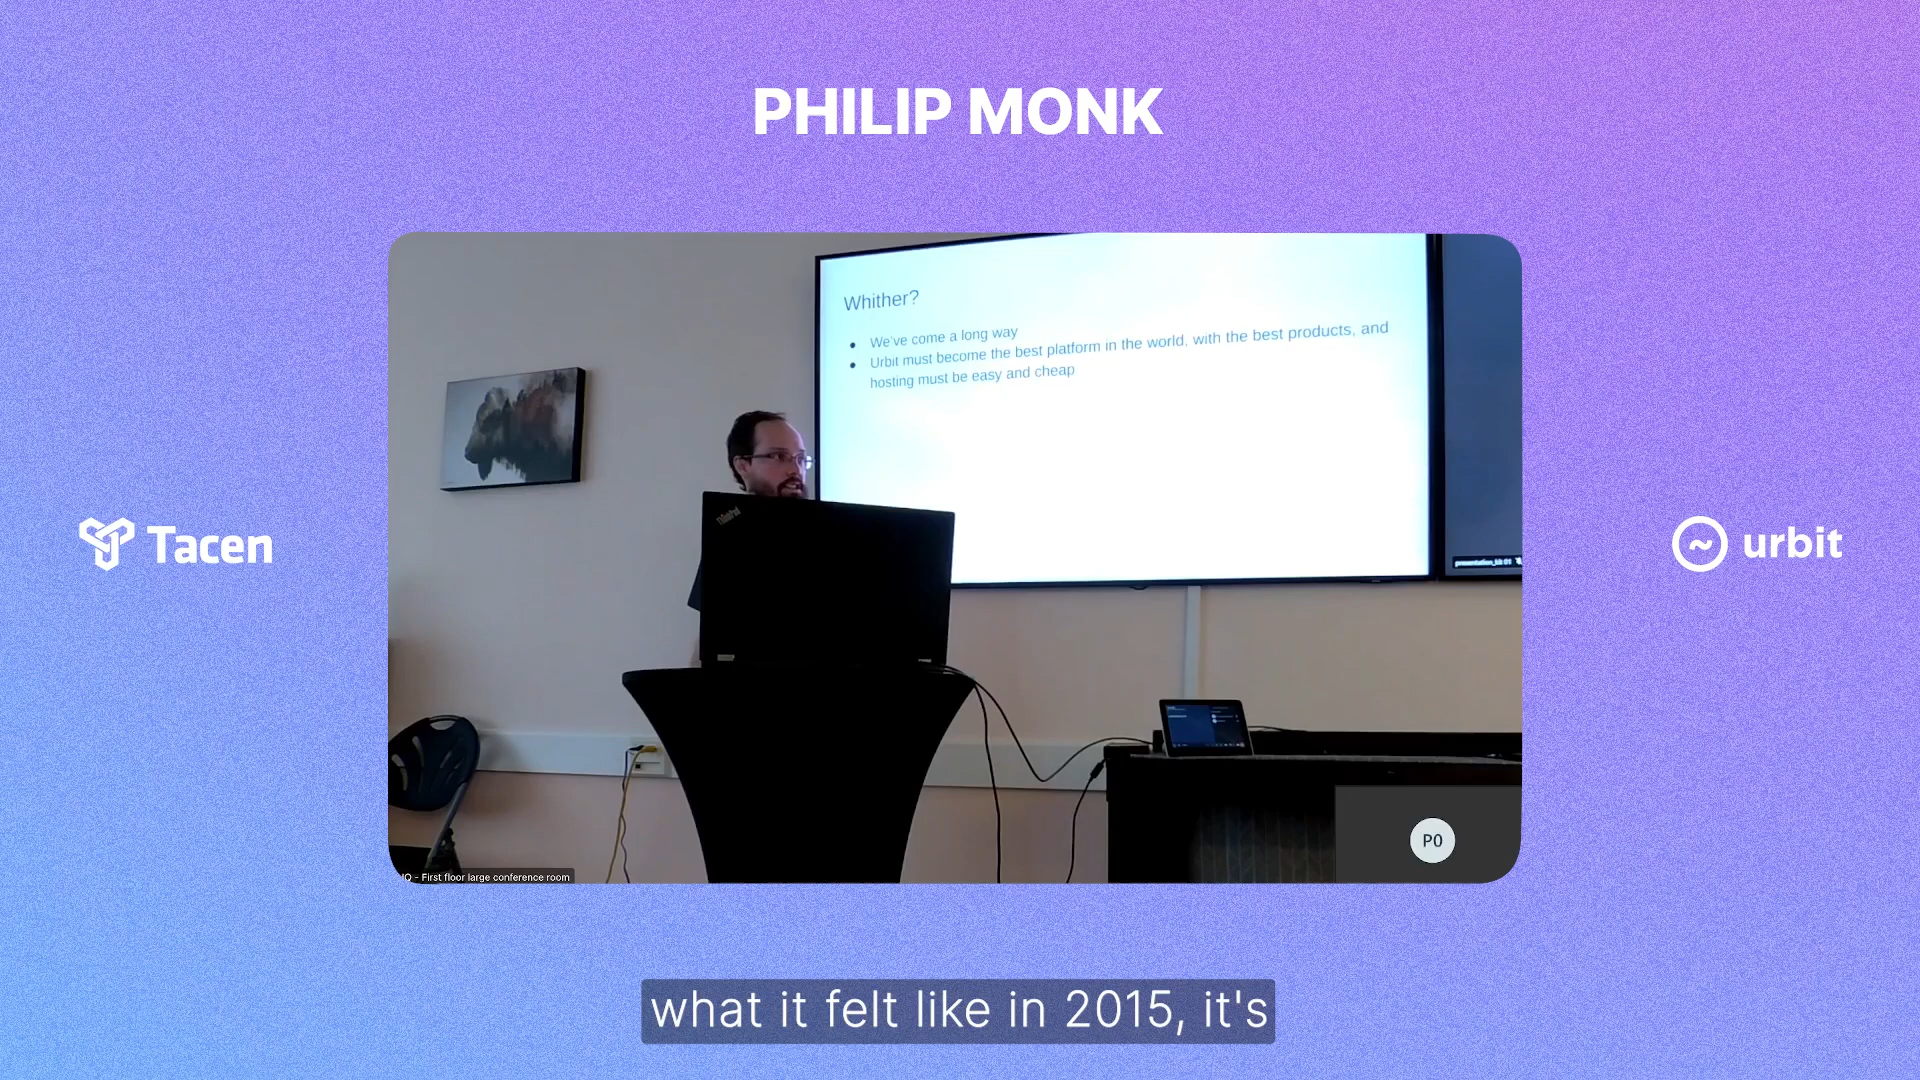 PHILIP MONK
Whither?
● We've come a long way
● Urbit must become the best platform in the world, with the best products, and
hosting must be easy and cheap
ThinkPad
Tacen
urbit
P0
- First floor large conference room
what it felt like in 2015, it's